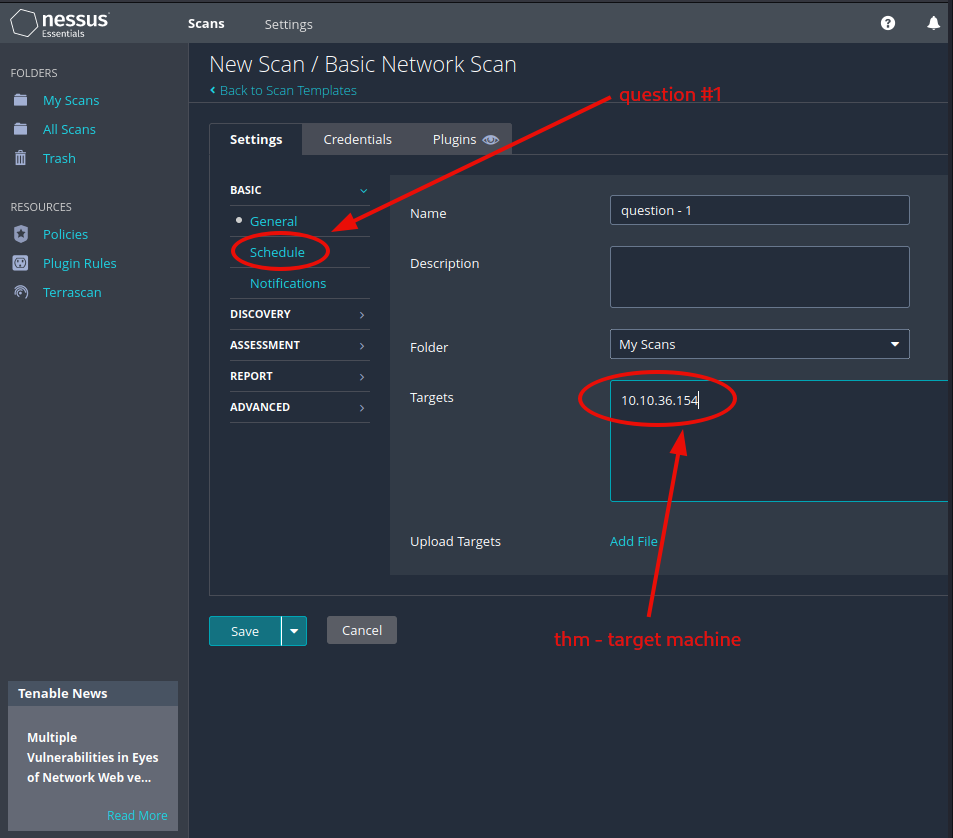 nessus
Essentials
Scans
Settings
FOLDERS
My Scans
All Scans
Trash
RESOURCES
Policies
Plugin Rules
Terrascan
New Scan / Basic Network Scan
Back to Scan Templates
question #1
Settings
Credentials
Plugins
BASIC
General
Schedule
Notifications
DISCOVERY
ASSESSMENT
REPORT
ADVANCED
Name
question - 1
Description
Folder
My Scans
Targets
10.10.36.154
Upload Targets
Add File
Save
Cancel
thm - target machine
Tenable News
Multiple
Vulnerabilities in Eyes
of Network Web ve...
Read More